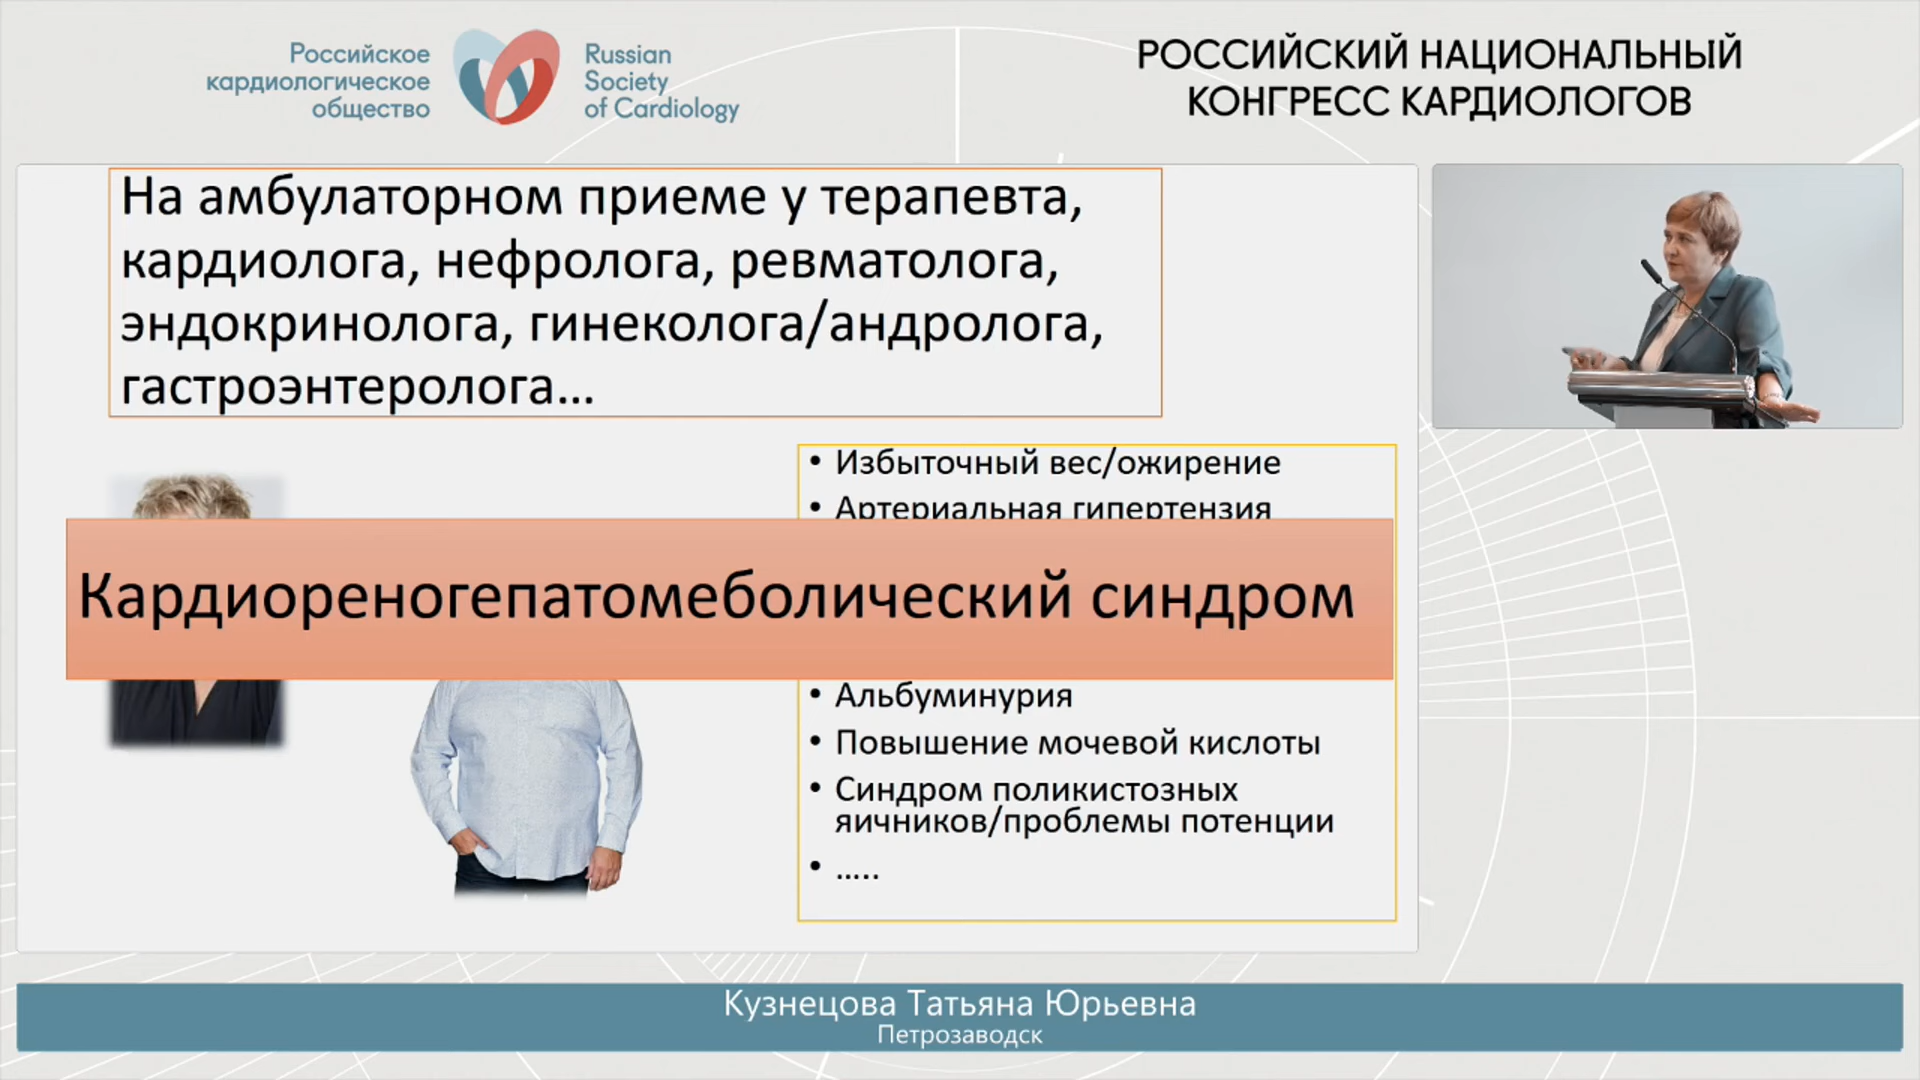 Российское
кардиологическое
общество
Russian
Society
of Cardiology
РОССИЙСКИЙ НАЦИОНАЛЬНЫЙ
КОНГРЕСС КАРДИОЛОГОВ
На амбулаторном приеме у терапевта,
кардиолога, нефролога, ревматолога,
эндокринолога, гинеколога/андролога,
гастроэнтеролога...
• Избыточный вес/ожирение
• Артериальная гипертензия
Кардиореногепатомеболический синдром
• Альбуминурия
• Повышение мочевой кислоты
• Синдром поликистозных
яичников/проблемы потенции
• .....
Кузнецова Татьяна Юрьевна
Петрозаводск